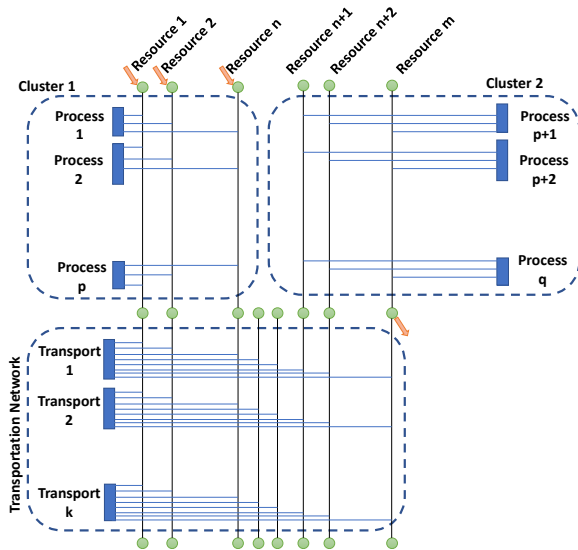 Resource 1
Resource 2
Resource n
Resource n+1
Resource n+2
Resource m
Cluster 1
Cluster 2
Process
1
Process
2
Process
p
Process
p+1
Process
p+2
Process
q
Transportation Network
Transport
1
Transport
2
Transport
k